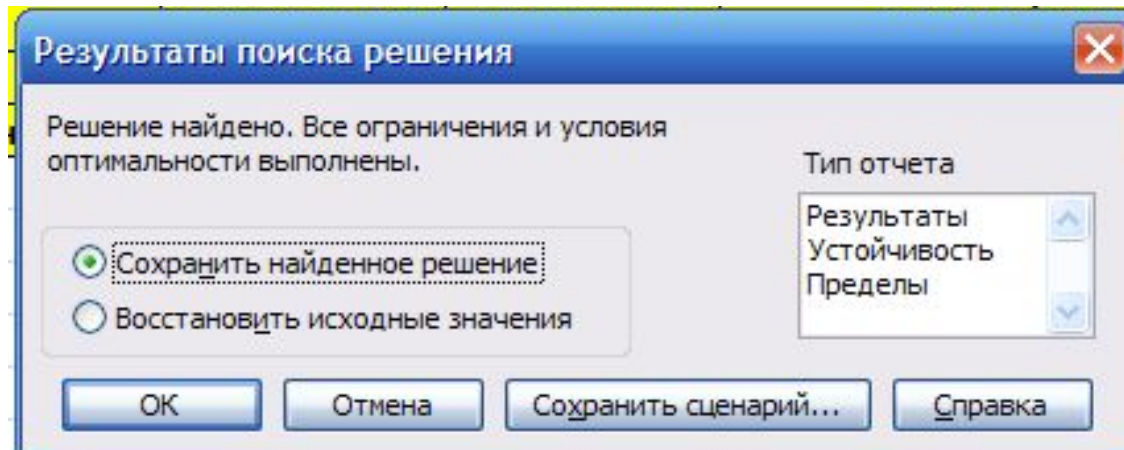 Результаты поиска решения
Решение найдено. Все ограничения и условия
оптимальности выполнены.
Тип отчета
Результаты
Устойчивость
Пределы
Сохранить найденное решение
Восстановить исходные значения
ОК
Отмена
Сохранить сценарий...
Справка